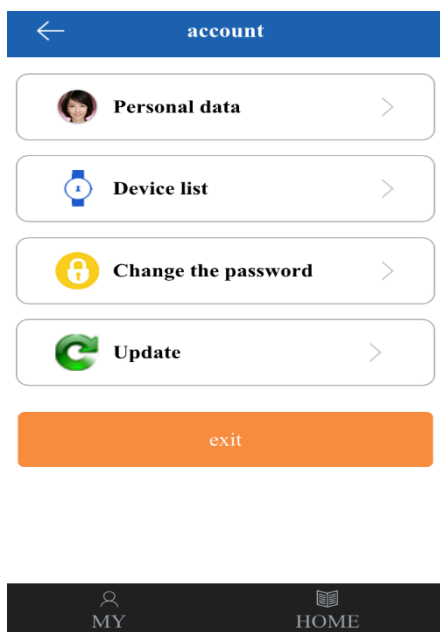 account
Personal data
Device list
Change the password
Update
exit
MY
HOME